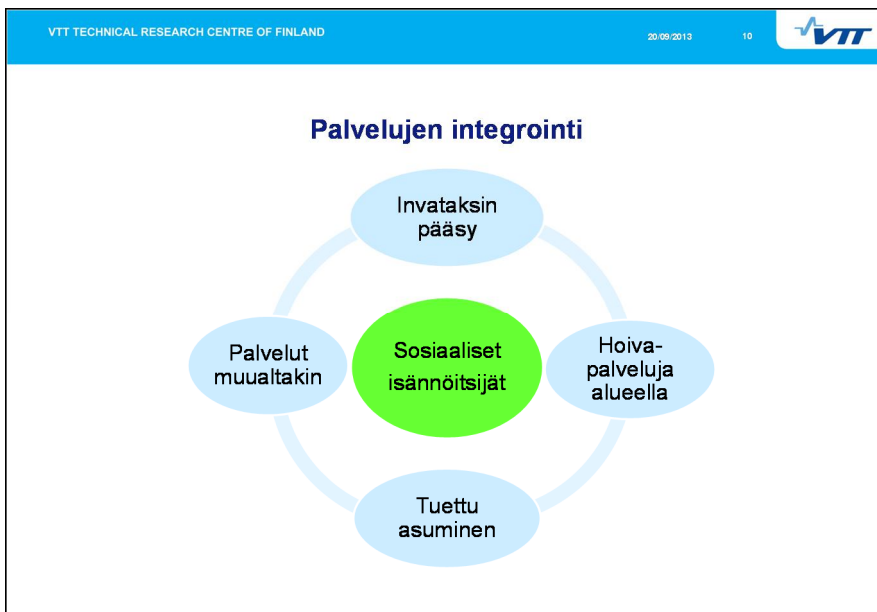 VTT TECHNICAL RESEARCH CENTRE OF FINLAND
20/09/2013
10
VTT
Palvelujen integrointi
Invataksin
pääsy
Palvelut
muualtakin
Sosiaaliset
isännöitsijät
Hoiva-
palveluja
alueella
Tuettu
asuminen